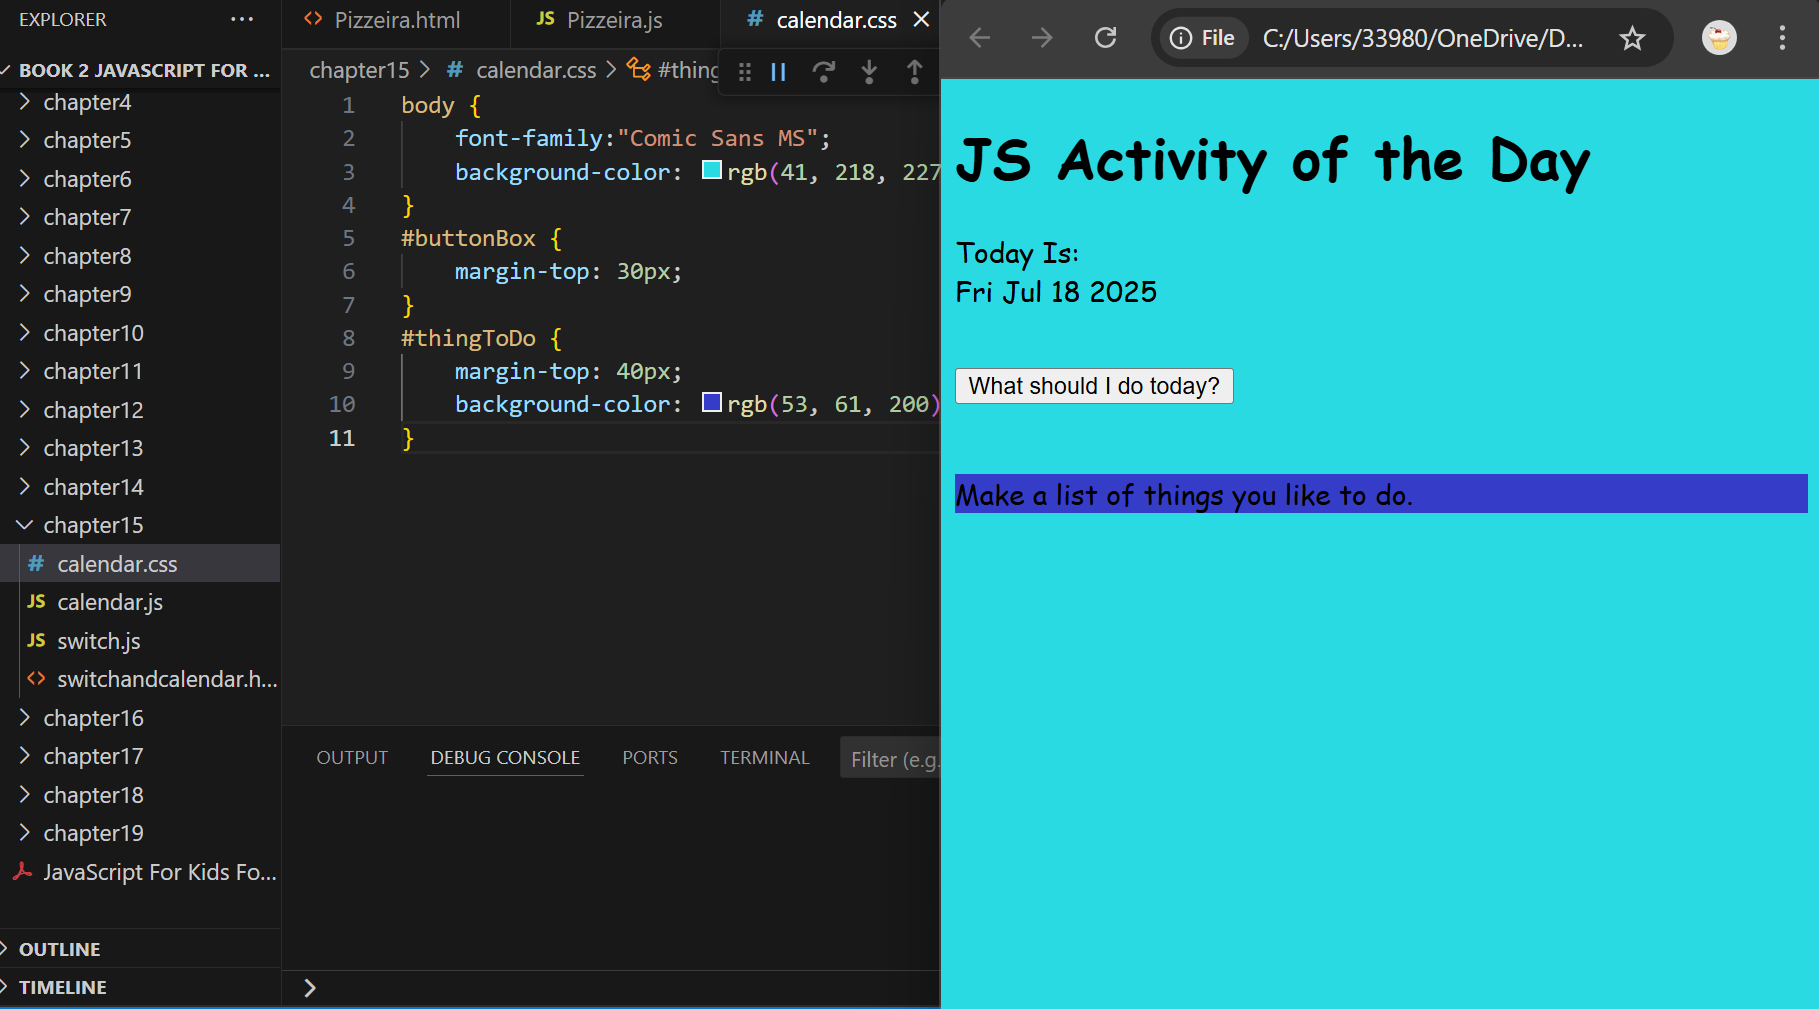 EXPLORER
BOOK 2 JAVASCRIPT FOR ...
chapter4
chapter5
chapter6
chapter7
chapter8
chapter9
chapter10
chapter11
chapter12
chapter13
chapter14
chapter15
calendar.css
JS calendar.js
JS switch.js
switchandcalendar.h...
chapter16
chapter17
chapter18
chapter19
JavaScript For Kids Fo...
OUTLINE
TIMELINE
Pizzeira.html
JS Pizzeira.js
# calendar.css
chapter15 > # calendar.css > #thing
1 body {
2 font-family:"Comic Sans MS";
3 background-color: rgb(41, 218, 227
4 }
5 #buttonBox {
6 margin-top: 30px;
7 }
8 #thingToDo {
9 margin-top: 40px;
10 background-color: rgb(53, 61, 200)
11 }
OUTPUT
DEBUG CONSOLE
PORTS
TERMINAL
Filter (e.g.
File
C:/Users/33980/OneDrive/D...
JS Activity of the Day
Today Is:
Fri Jul 18 2025
What should I do today?
Make a list of things you like to do.